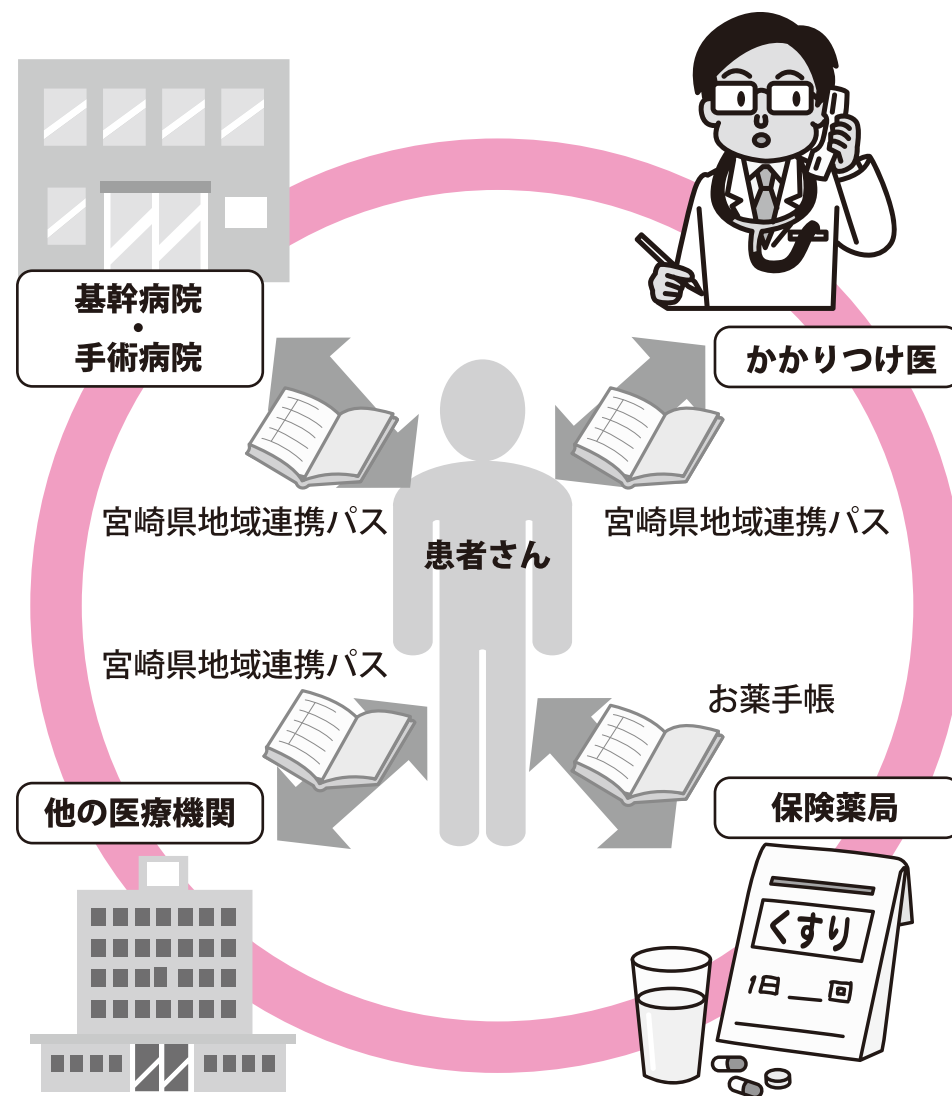 基幹病院
・
手術病院
かかりつけ医
宮崎県地域連携パス
宮崎県地域連携パス
患者さん
宮崎県地域連携パス
お薬手帳
他の医療機関
保険薬局
くすり
1日__回